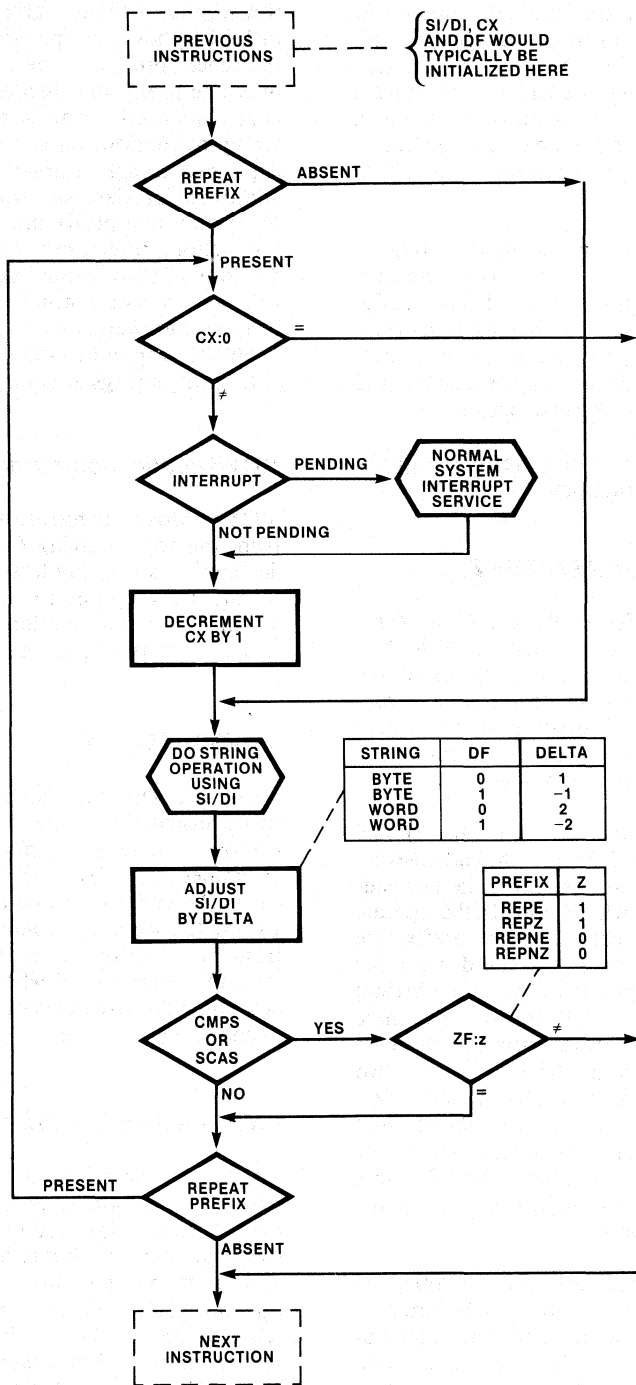 PREVIOUS
INSTRUCTIONS
SI/DI, CX
AND DF WOULD
TYPICALLY BE
INITIALIZED HERE
REPEAT
PREFIX
ABSENT
PRESENT
CX:0
=
≠
INTERRUPT
PENDING
NORMAL
SYSTEM
INTERRUPT
SERVICE
NOT PENDING
DECREMENT
CX BY 1
DO STRING
OPERATION
USING
SI/DI
STRING DF DELTA
BYTE 0 1
BYTE 1 –1
WORD 0 2
WORD 1 –2
ADJUST
SI/DI
BY DELTA
PREFIX Z
REPE 1
REPZ 1
REPNE 0
REPNZ 0
CMPS
OR
SCAS
YES
ZF:z
≠
NO
=
PRESENT
REPEAT
PREFIX
ABSENT
NEXT
INSTRUCTION